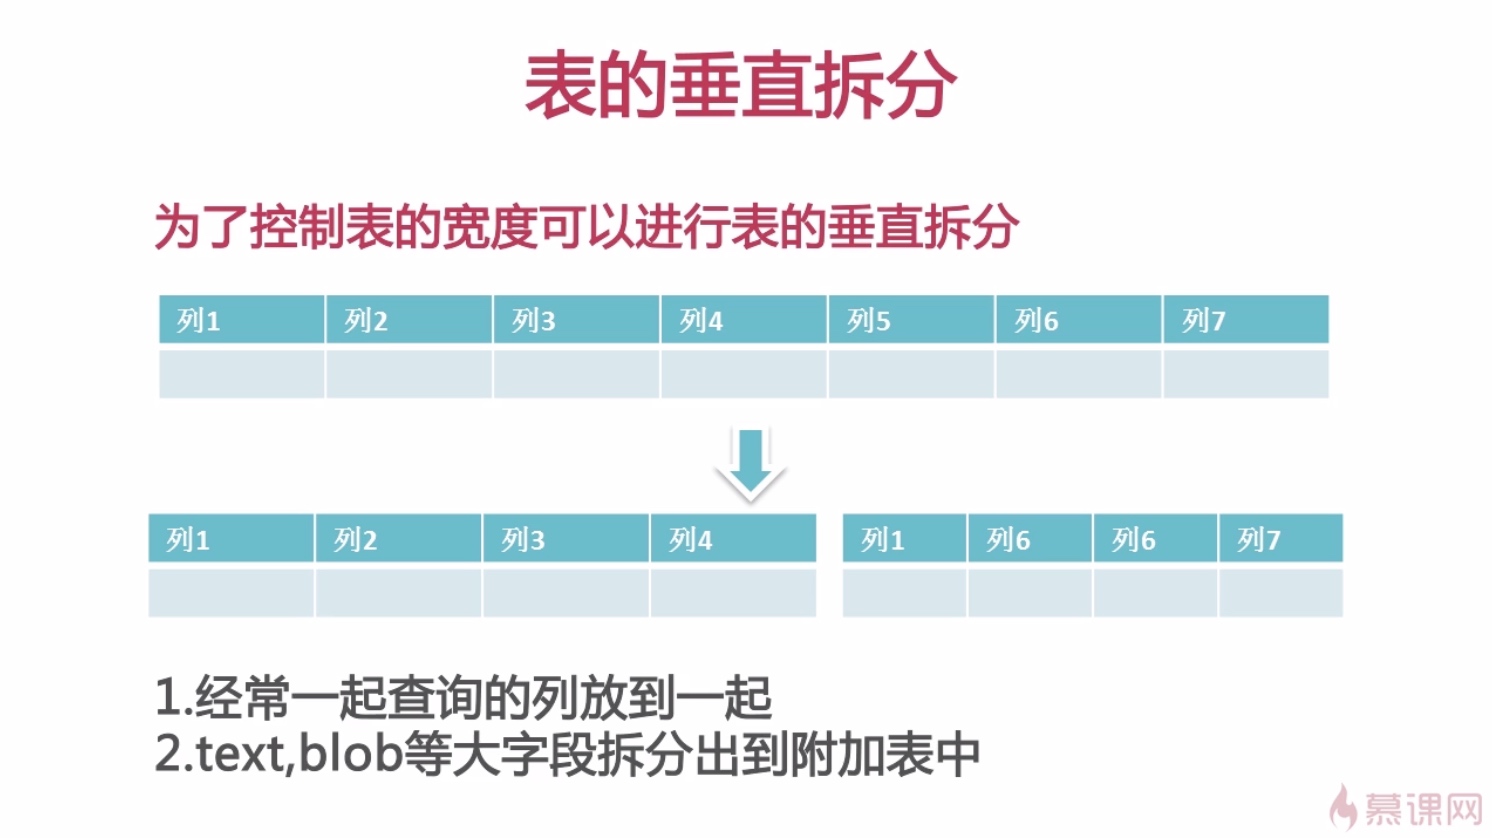 表的垂直拆分
为了控制表的宽度可以进行表的垂直拆分
列1 列2 列3 列4 列5 列6 列7
列1 列2 列3 列4 列1 列6 列6 列7
1.经常一起查询的列放到一起
2.text,blob等大字段拆分出到附加表中
慕课网